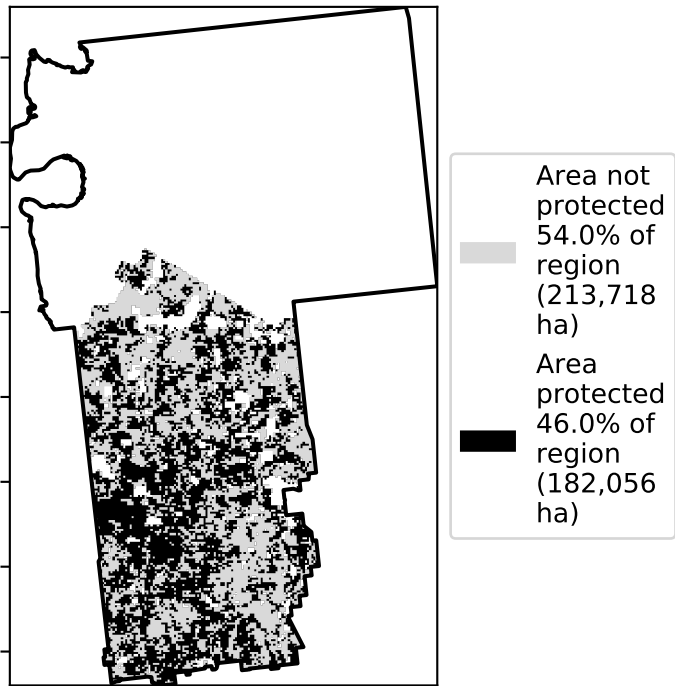 Area not
protected
54.0% of
region
(213,718
ha)
Area
protected
46.0% of
region
(182,056
ha)